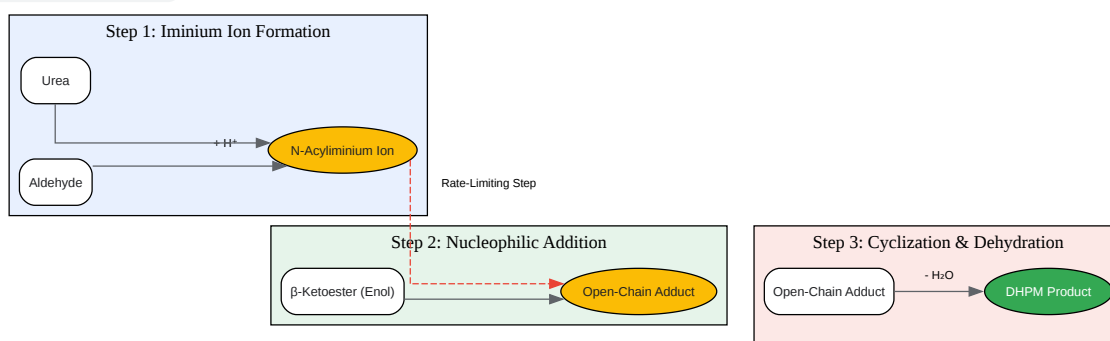 Step 1: Iminium Ion Formation
Urea
+ H⁺
N-Acyliminium Ion
Aldehyde
Rate-Limiting Step
Step 2: Nucleophilic Addition
β-Ketoester (Enol)
Open-Chain Adduct
Step 3: Cyclization & Dehydration
Open-Chain Adduct
- H₂O
DHPM Product